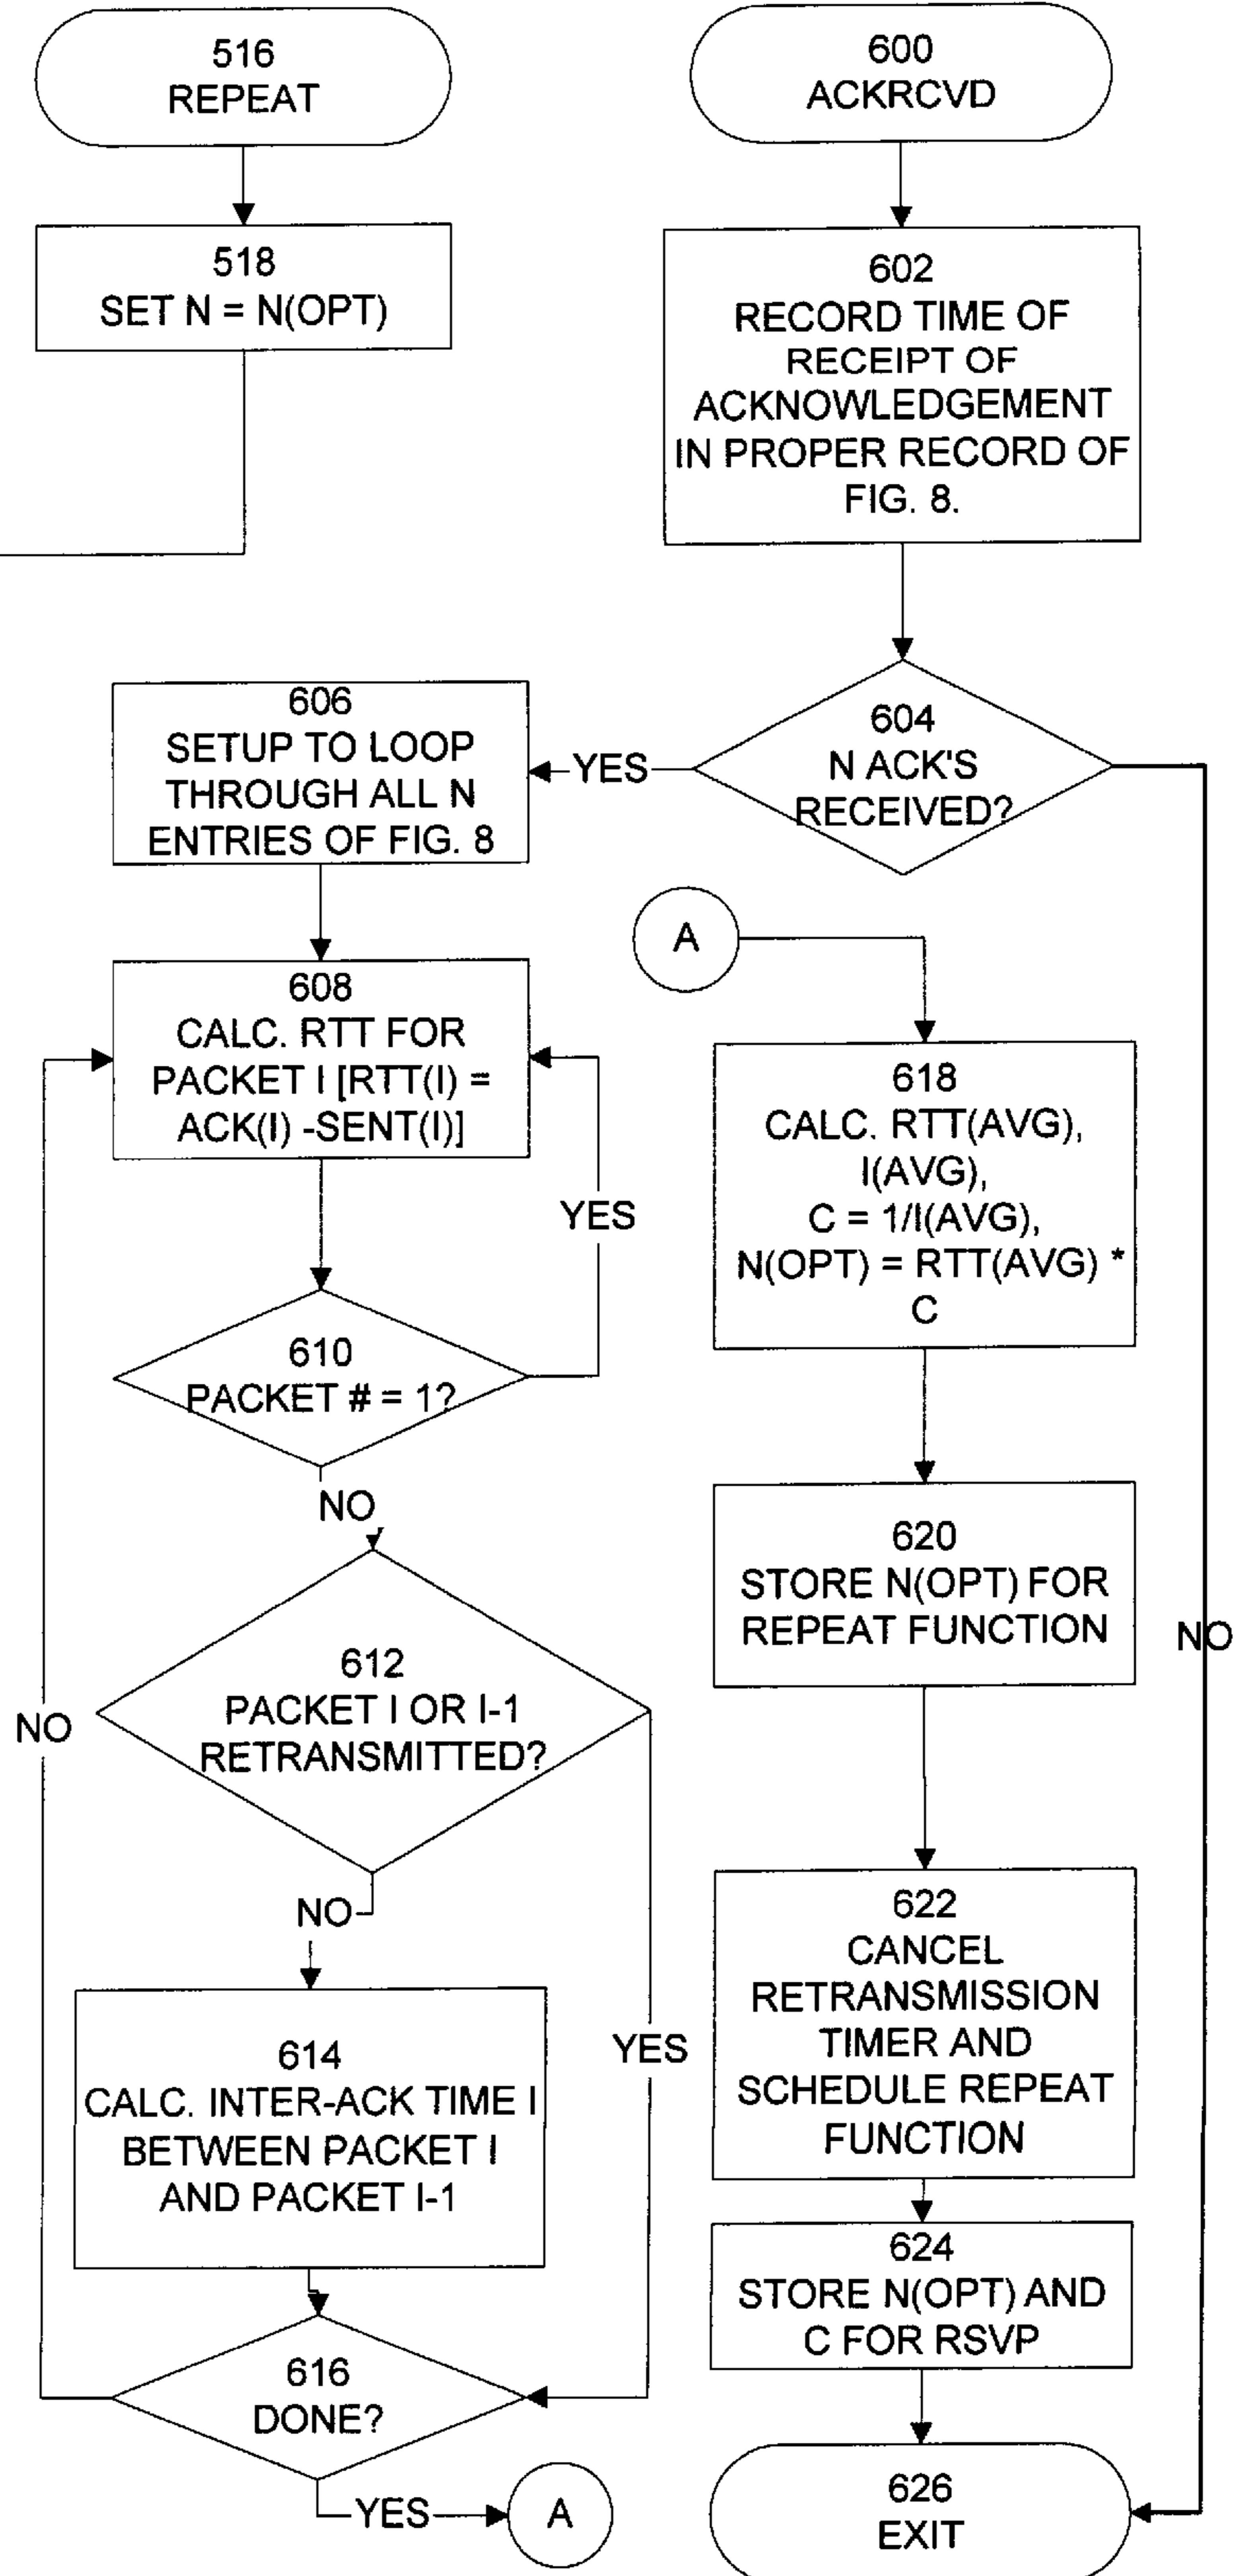 516
REPEAT
518
SET N = N(OPT)
600
ACKRCVD
602
RECORD TIME OF
RECEIPT OF
ACKNOWLEDGEMENT
IN PROPER RECORD OF
FIG. 8.
604
N ACK'S
RECEIVED?
YES
NO
606
SETUP TO LOOP
THROUGH ALL N
ENTRIES OF FIG. 8
608
CALC. RTT FOR
PACKET I [RTT(I) =
ACK(I) -SENT(I)]
YES
610
PACKET # = 1?
NO
612
PACKET I OR I-1
RETRANSMITTED?
NO
YES
614
CALC. INTER-ACK TIME I
BETWEEN PACKET I
AND PACKET I-1
616
DONE?
NO
YES
A
A
618
CALC. RTT(AVG),
I(AVG),
C = 1/I(AVG),
N(OPT) = RTT(AVG) *
C
620
STORE N(OPT) FOR
REPEAT FUNCTION
622
CANCEL
RETRANSMISSION
TIMER AND
SCHEDULE REPEAT
FUNCTION
624
STORE N(OPT) AND
C FOR RSVP
626
EXIT